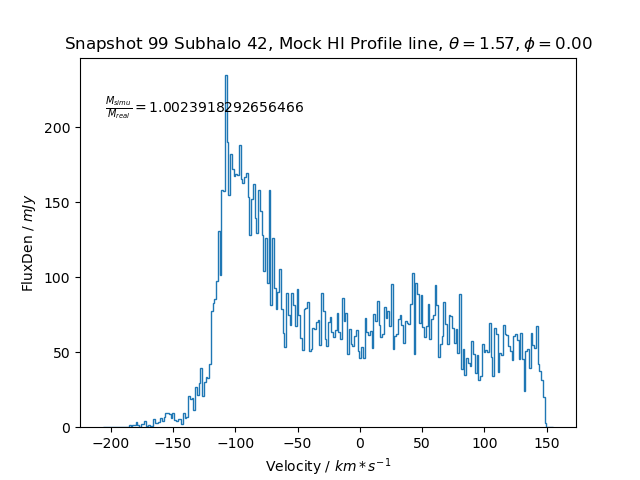 Snapshot 99 Subhalo 42, Mock HI Profile line, θ = 1.57, ϕ = 0.00
M_simu/M_real = 1.0023918292656466
FluxDen / mJy
200
150
100
50
0
−200 −150 −100 −50 0 50 100 150
Velocity / km * s⁻¹